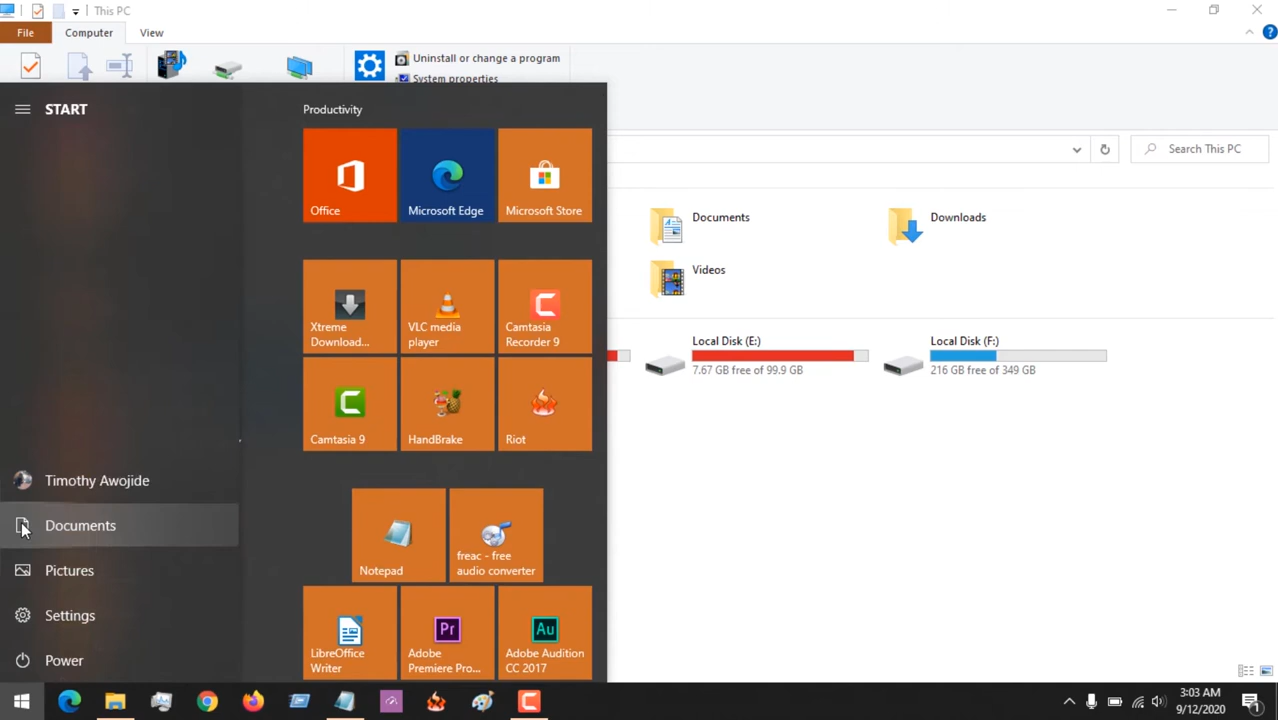 This PC
File
Computer
View
Uninstall or change a program
System properties
START
Productivity
Office
Microsoft Edge
Microsoft Store
Search This PC
Documents
Downloads
Videos
Xtreme
Download...
VLC media
player
Camtasia
Recorder 9
Local Disk (E:)
7.67 GB free of 99.9 GB
Local Disk (F:)
216 GB free of 349 GB
Camtasia 9
HandBrake
Riot
Timothy Awojide
Documents
Pictures
Settings
Power
Notepad
freac - free
audio converter
LibreOffice
Writer
Adobe
Premiere Pro...
Adobe Audition
CC 2017
3:03 AM
9/12/2020